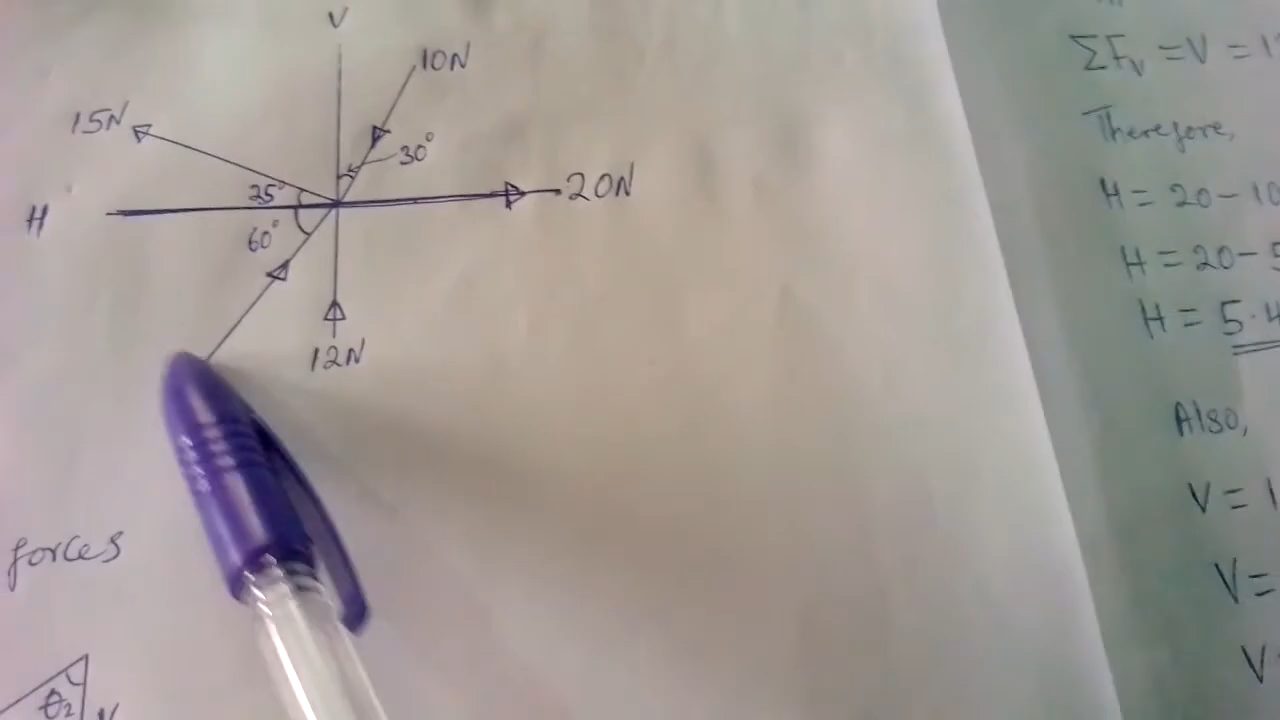 V
10N
15N
30°
25°
20N
H
60°
12N
forces
θ₂
ΣFᵥ = V = 1
Therefore,
H = 20 - 10
H = 20 - 5
H = 5.4
Also,
V = 1
V =
V